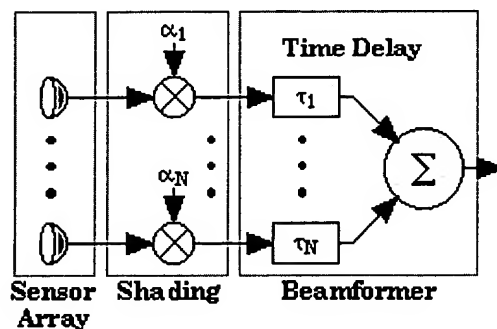 α1
Time Delay
τ1
αN
Σ
τN
Sensor Array
Shading
Beamformer